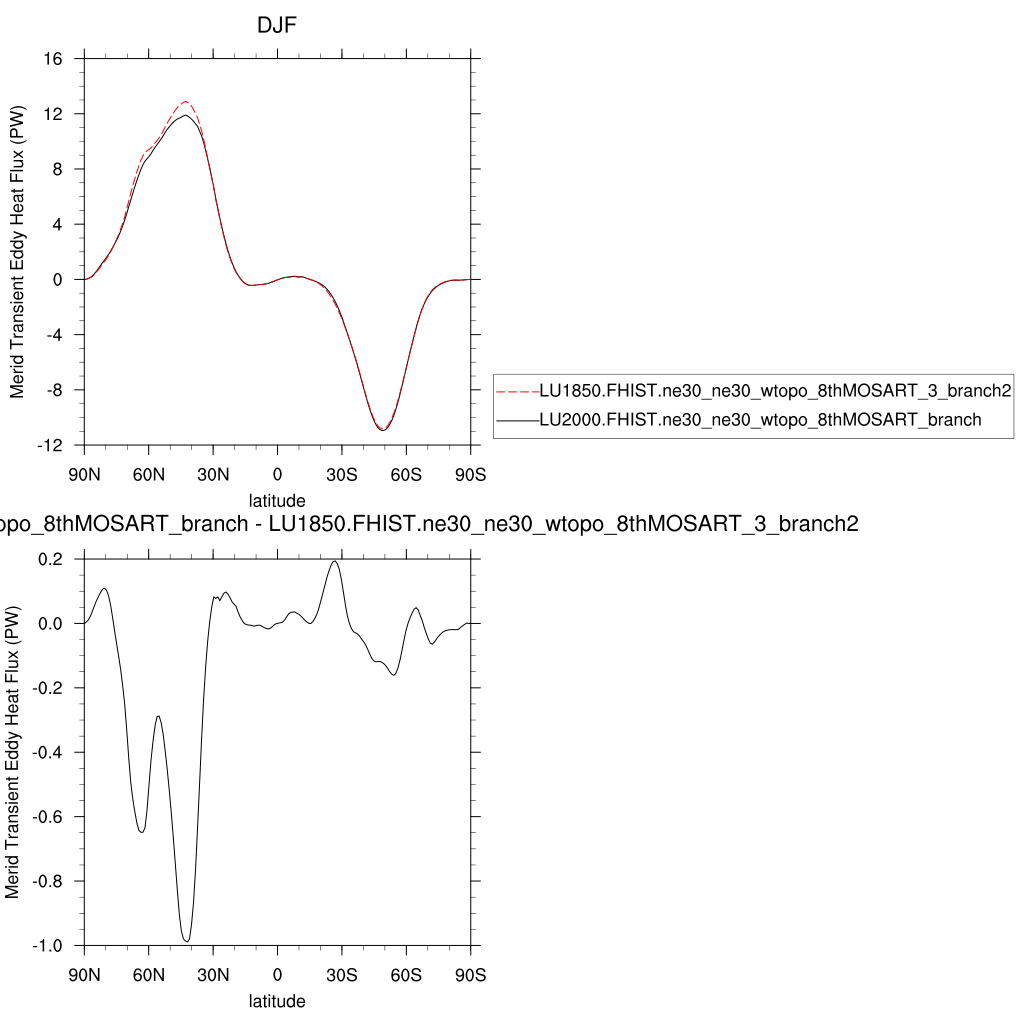 DJF
Merid Transient Eddy Heat Flux (PW)
16
12
8
4
0
-4
-8
-12
90N 60N 30N 0 30S 60S 90S
latitude
LU1850.FHIST.ne30_ne30_wtopo_8thMOSART_3_branch2
LU2000.FHIST.ne30_ne30_wtopo_8thMOSART_branch
opo_8thMOSART_branch - LU1850.FHIST.ne30_ne30_wtopo_8thMOSART_3_branch2
Merid Transient Eddy Heat Flux (PW)
0.2
0.0
-0.2
-0.4
-0.6
-0.8
-1.0
90N 60N 30N 0 30S 60S 90S
latitude